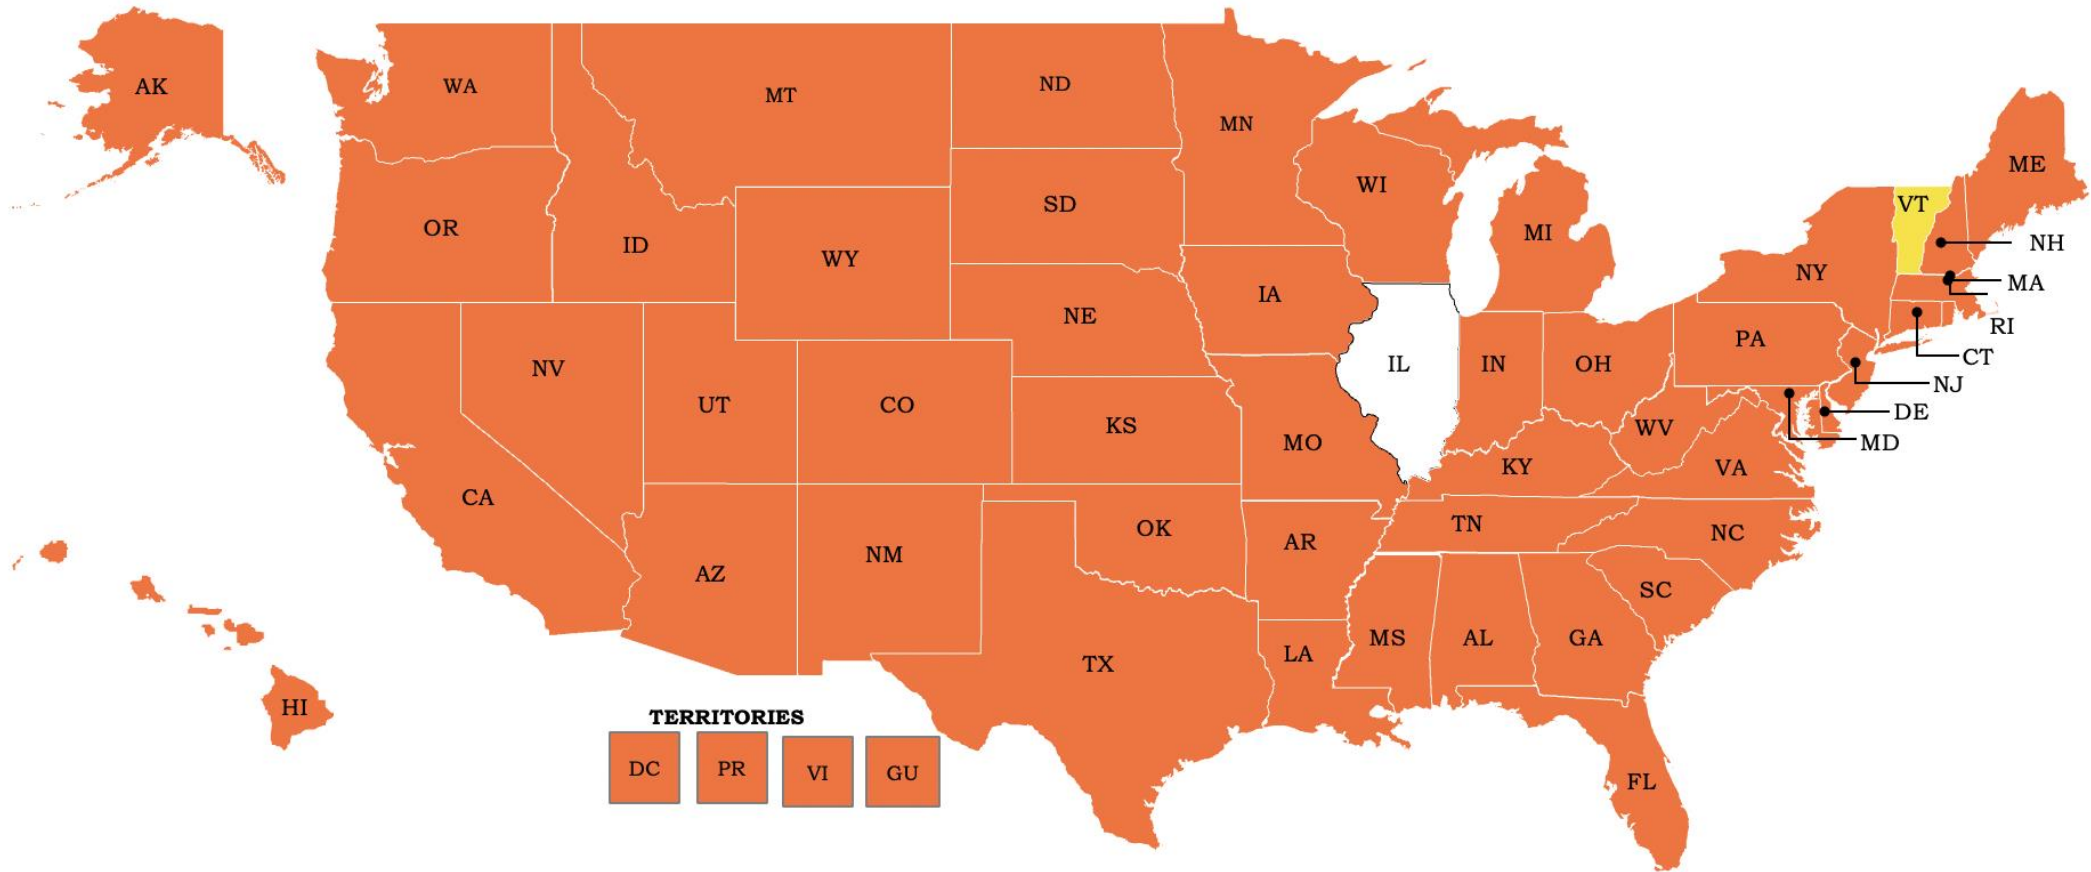 AK
WA
MT
ND
MN
WI
MI
ME
VT
NH
OR
ID
WY
SD
IA
NE
NY
MA
RI
CT
PA
NJ
DE
MD
NV
UT
CO
KS
MO
IL
IN
OH
WV
VA
KY
CA
AZ
NM
OK
AR
TN
NC
SC
TX
LA
MS
AL
GA
FL
HI
TERRITORIES
DC
PR
VI
GU